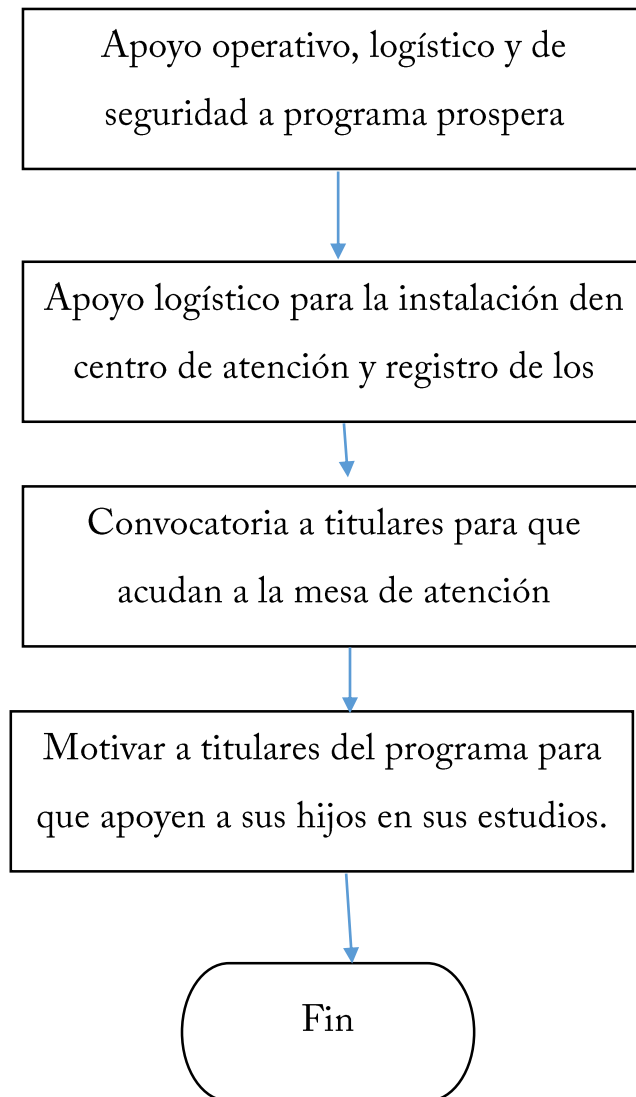 Apoyo operativo, logístico y de
seguridad a programa prospera
Apoyo logístico para la instalación den
centro de atención y registro de los
Convocatoria a titulares para que
acudan a la mesa de atención
Motivar a titulares del programa para
que apoyen a sus hijos en sus estudios.
Fin